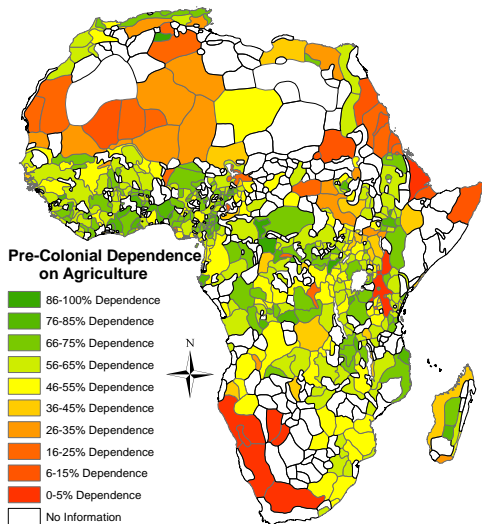 Pre-Colonial Dependence
on Agriculture
86-100% Dependence
76-85% Dependence
66-75% Dependence
56-65% Dependence
46-55% Dependence
36-45% Dependence
26-35% Dependence
16-25% Dependence
6-15% Dependence
0-5% Dependence
No Information
N